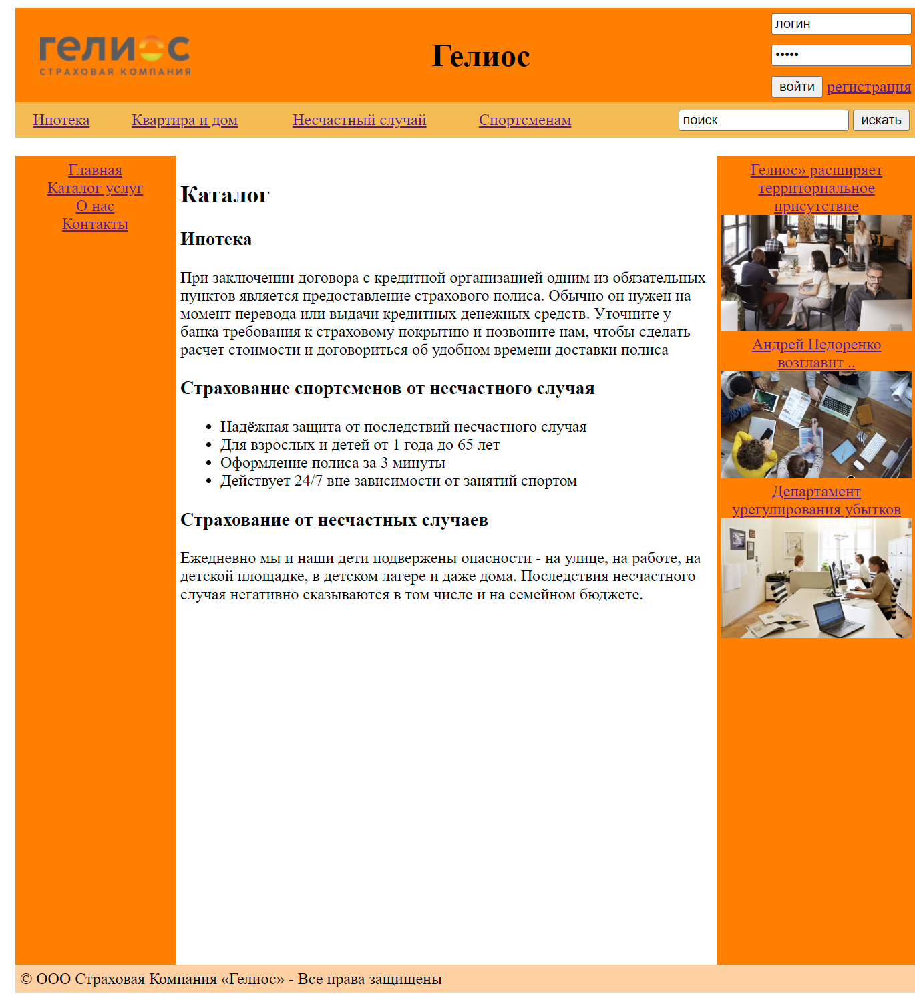 гелиос
СТРАХОВАЯ КОМПАНИЯ
Гелиос
логин
•••••
войти регистрация
Ипотека Квартира и дом Несчастный случай Спортсменам поиск искать
Главная
Каталог услуг
О нас
Контакты
Каталог
Ипотека
При заключении договора с кредитной организацией одним из обязательных
пунктов является предоставление страхового полиса. Обычно он нужен на
момент перевода или выдачи кредитных денежных средств. Уточните у
банка требования к страховому покрытию и позвоните нам, чтобы сделать
расчет стоимости и договориться об удобном времени доставки полиса
Страхование спортсменов от несчастного случая
• Надёжная защита от последствий несчастного случая
• Для взрослых и детей от 1 года до 65 лет
• Оформление полиса за 3 минуты
• Действует 24/7 вне зависимости от занятий спортом
Страхование от несчастных случаев
Ежедневно мы и наши дети подвержены опасности - на улице, на работе, на
детской площадке, в детском лагере и даже дома. Последствия несчастного
случая негативно сказываются в том числе и на семейном бюджете.
Гелиос» расширяет
территориальное
присутствие
Андрей Педоренко
возглавит ..
Департамент
урегулирования убытков
© ООО Страховая Компания «Гелиос» - Все права защищены